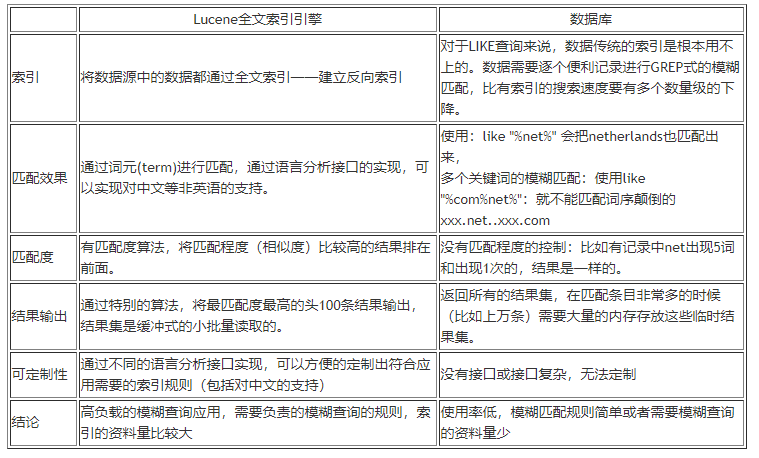 Lucene全文索引引擎
数据库
索引
将数据源中的数据都通过全文索引——建立反向索引
对于LIKE查询来说，数据传统的索引是根本用不
上的。数据需要逐个便利记录进行GREP式的模糊
匹配，比有索引的搜索速度要有多个数量级的下
降。
匹配效果
通过词元(term)进行匹配，通过语言分析接口的实现，可
以实现对中文等非英语的支持。
使用：like "%net%" 会把netherlands也匹配出
来，
多个关键词的模糊匹配：使用like
"%com%net%"：就不能匹配词序颠倒的
xxx.net..xxx.com
匹配度
有匹配度算法，将匹配程度（相似度）比较高的结果排在
前面。
没有匹配程度的控制：比如有记录中net出现5词
和出现1次的，结果是一样的。
结果输出
通过特别的算法，将最匹配度最高的头100条结果输出，
结果集是缓冲式的小批量读取的。
返回所有的结果集，在匹配条目非常多的时候
（比如上万条）需要大量的内存存放这些临时结
果集。
可定制性
通过不同的语言分析接口实现，可以方便的定制出符合应
用需要的索引规则（包括对中文的支持）
没有接口或接口复杂，无法定制
结论
高负载的模糊查询应用，需要负责的模糊查询的规则，索
引的资料量比较大
使用率低，模糊匹配规则简单或者需要模糊查询
的资料量少